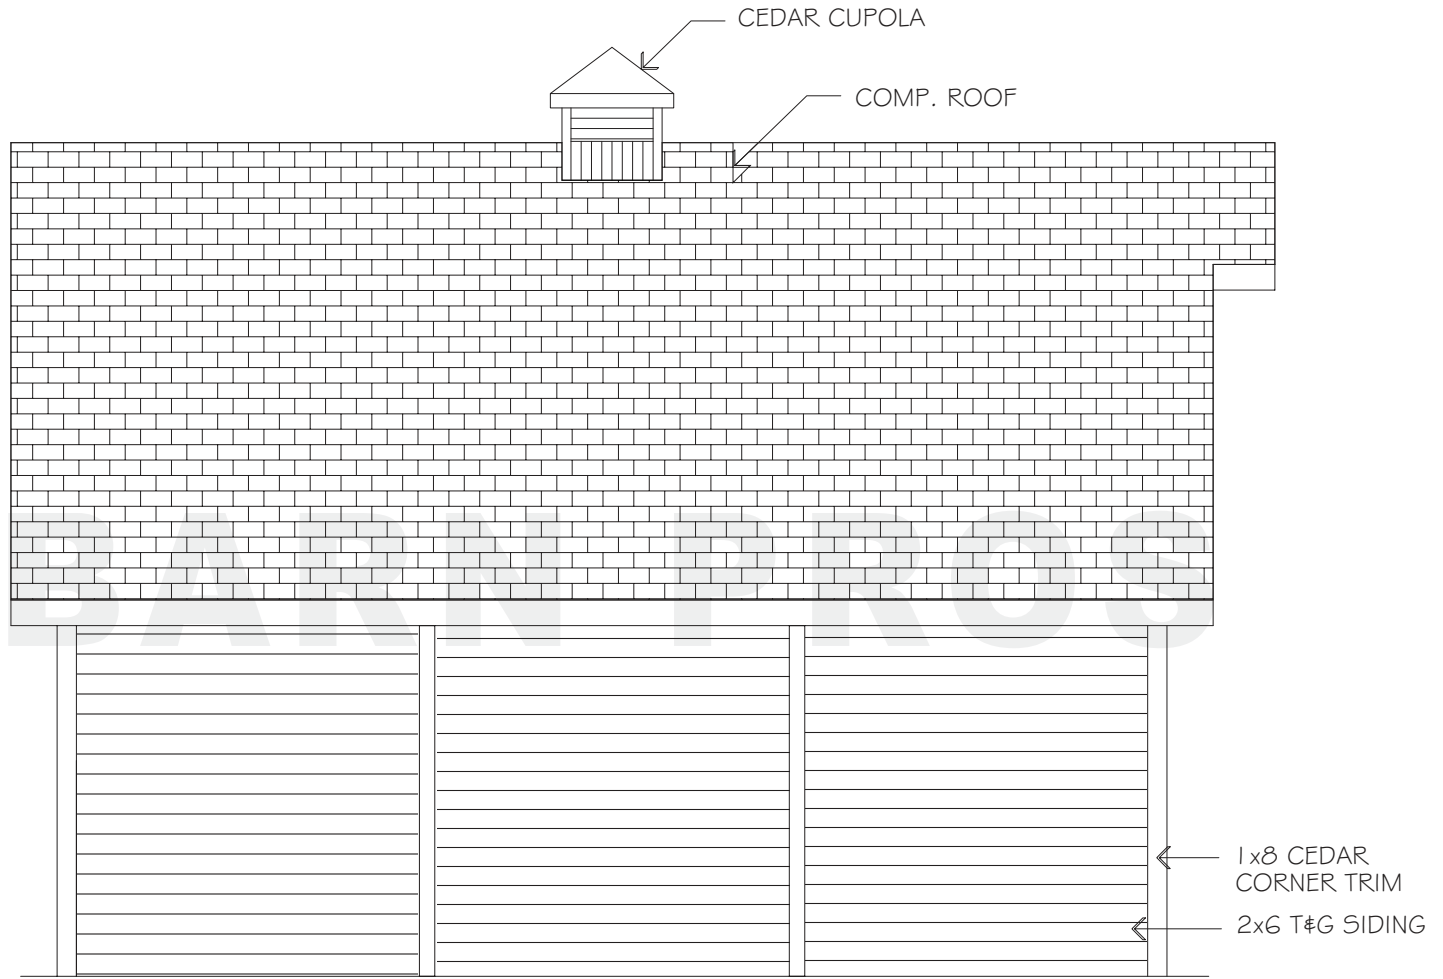 CEDAR CUPOLA
COMP. ROOF
BARN PROS
1x8 CEDAR
CORNER TRIM
2x6 T&G SIDING